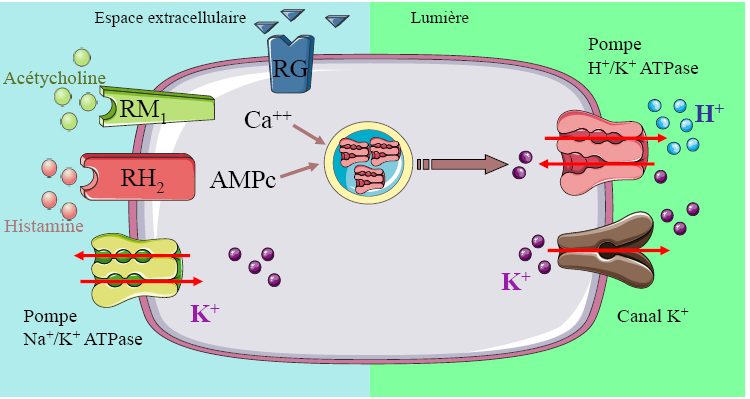 Espace extracellulaire
Lumière
Pompe
H⁺/K⁺ ATPase
Acétycholine
RG
RM₁
Ca⁺⁺
H⁺
RH₂
AMPc
Histamine
K⁺
K⁺
Pompe
Na⁺/K⁺ ATPase
Canal K⁺